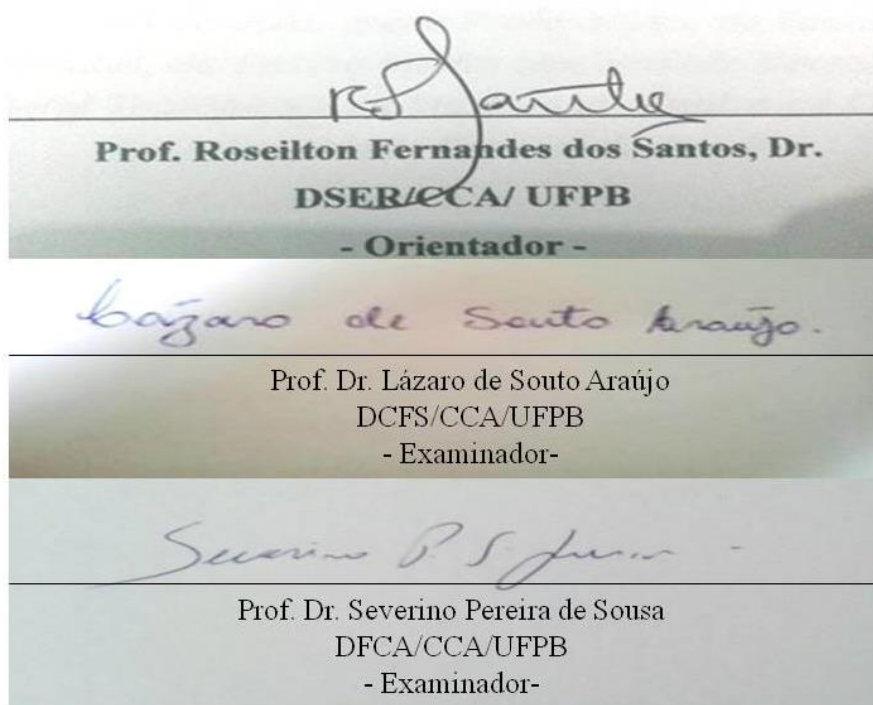 Prof. Roseilton Fernandes dos Santos, Dr.
DSER/CCA/ UFPB
- Orientador -
Lázaro de Souto Araújo.
Prof. Dr. Lázaro de Souto Araújo
DCFS/CCA/UFPB
- Examinador-
Severino P. S. Junior
Prof. Dr. Severino Pereira de Sousa
DFCA/CCA/UFPB
- Examinador-